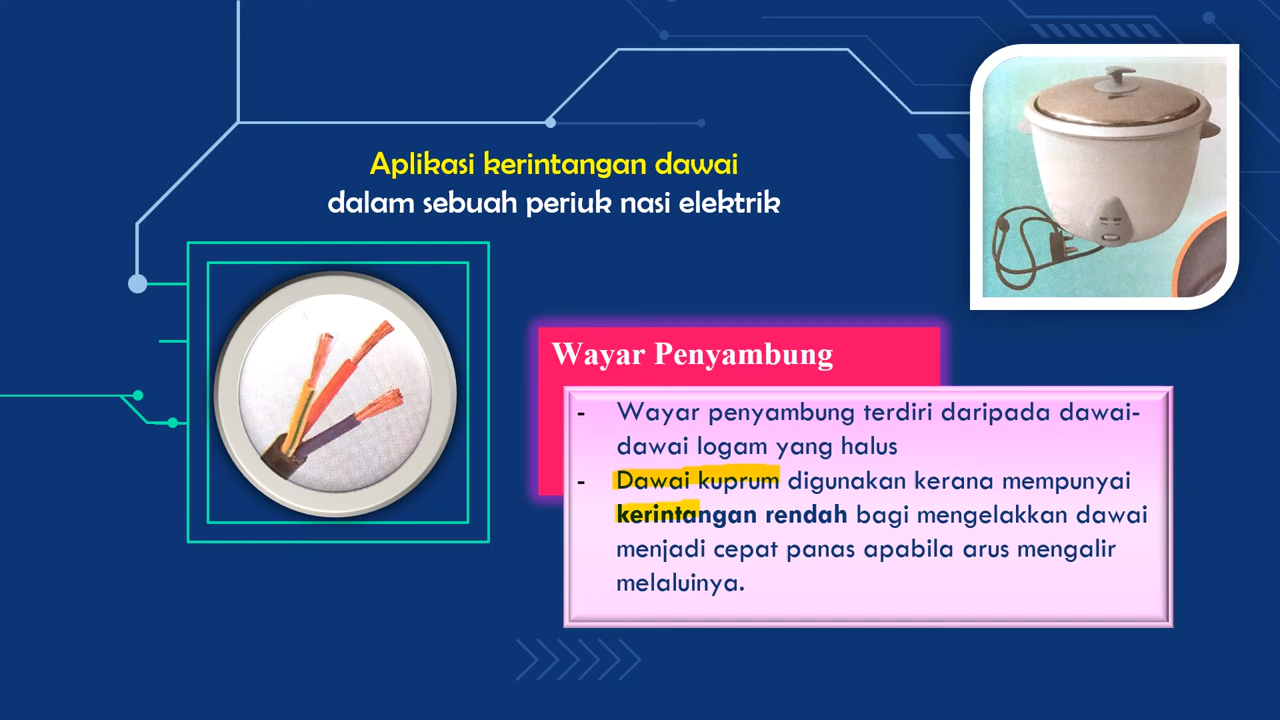 Aplikasi kerintangan dawai
dalam sebuah periuk nasi elektrik
Wayar Penyambung
- Wayar penyambung terdiri daripada dawai-
dawai logam yang halus
- Dawai kuprum digunakan kerana mempunyai
kerintangan rendah bagi mengelakkan dawai
menjadi cepat panas apabila arus mengalir
melaluinya.